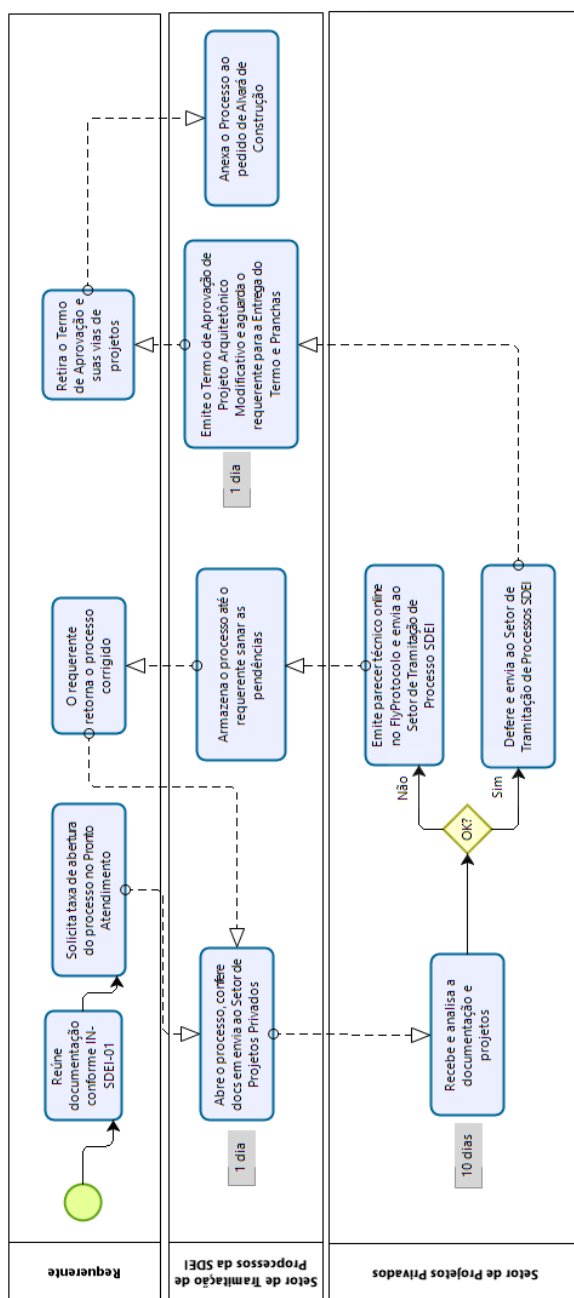 Requerente
Reúne
documentação
conforme IN-
SDEI-01
Solicita taxa de abertura
do processo no Pronto
Atendimento
O requerente
retorna o processo
corrigido
Retira o Termo
de Aprovação e
suas vias de
projetos
Setor de Tramitação de
Propcessos da SDEI
1 dia
Abre o processo, confere
docs em envia ao Setor de
Projetos Privados
Armazena o processo até o
requerente sanar as
pendências
1 dia
Emite o Termo de Aprovação de
Projeto Arquitetônico
Modificativo e aguarda o
requerente para a Entrega do
Termo e Pranchas
Anexa o Processo ao
pedido de Alvará de
Construção
Setor de Projetos Privados
10 dias
Recebe e analisa a
documentação e
projetos
OK?
Não
Emite parecer técnico online
no FlyProtocolo e envia ao
Setor de Tramitação de
Processo SDEI
Sim
Defere e envia ao Setor de
Tramitação de Processos SDEI